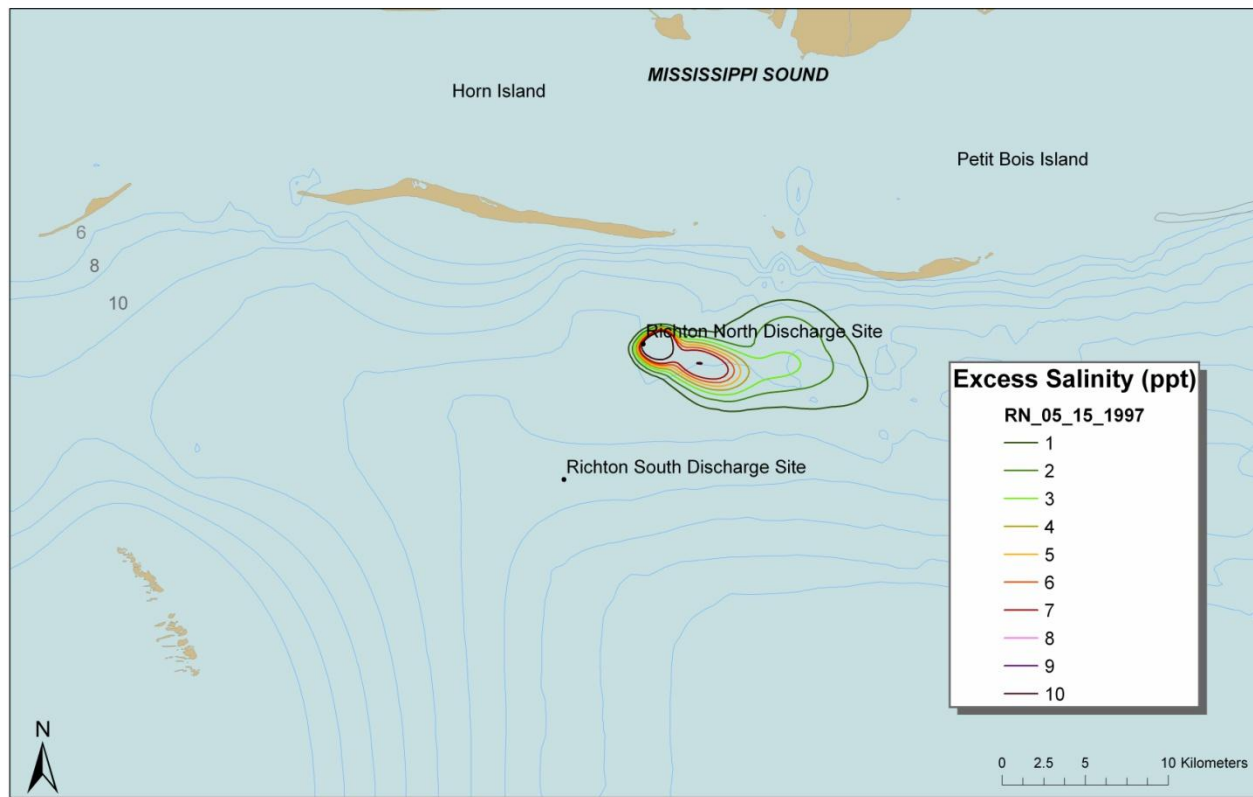 MISSISSIPPI SOUND
Horn Island
Petit Bois Island
6
8
10
Richton North Discharge Site
Richton South Discharge Site
Excess Salinity (ppt)
RN_05_15_1997
1
2
3
4
5
6
7
8
9
10
N
0 2.5 5 10 Kilometers